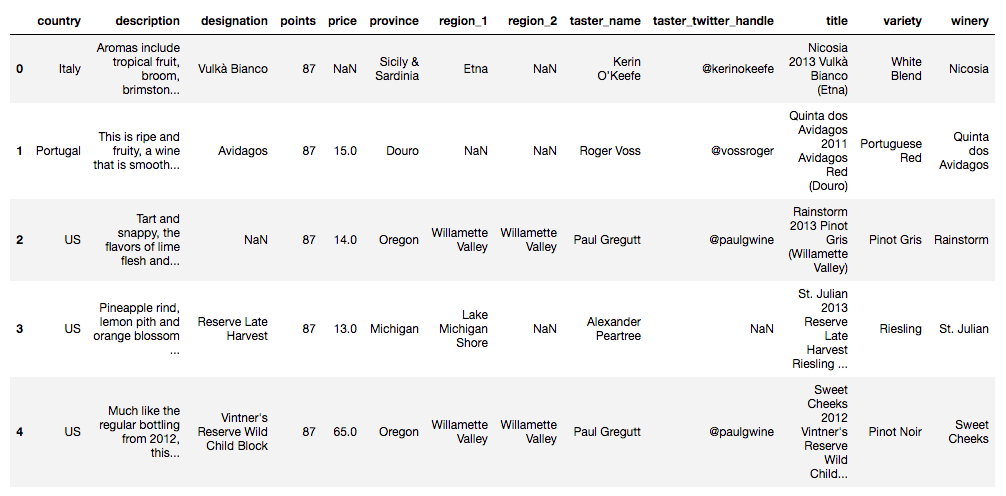 country description designation points price province region_1 region_2 taster_name taster_twitter_handle title variety winery
0 Italy Aromas include tropical fruit, broom, brimston... Vulkà Bianco 87 NaN Sicily & Sardinia Etna NaN Kerin O'Keefe @kerinokeefe Nicosia 2013 Vulkà Bianco (Etna) White Blend Nicosia
1 Portugal This is ripe and fruity, a wine that is smooth... Avidagos 87 15.0 Douro NaN NaN Roger Voss @vossroger Quinta dos Avidagos 2011 Avidagos Red (Douro) Portuguese Red Quinta dos Avidagos
2 US Tart and snappy, the flavors of lime flesh and... NaN 87 14.0 Oregon Willamette Valley Willamette Valley Paul Gregutt @paulgwine Rainstorm 2013 Pinot Gris (Willamette Valley) Pinot Gris Rainstorm
3 US Pineapple rind, lemon pith and orange blossom ... Reserve Late Harvest 87 13.0 Michigan Lake Michigan Shore NaN Alexander Peartree NaN St. Julian 2013 Reserve Late Harvest Riesling ... Riesling St. Julian
4 US Much like the regular bottling from 2012, this... Vintner's Reserve Wild Child Block 87 65.0 Oregon Willamette Valley Willamette Valley Paul Gregutt @paulgwine Sweet Cheeks 2012 Vintner's Reserve Wild Child... Pinot Noir Sweet Cheeks